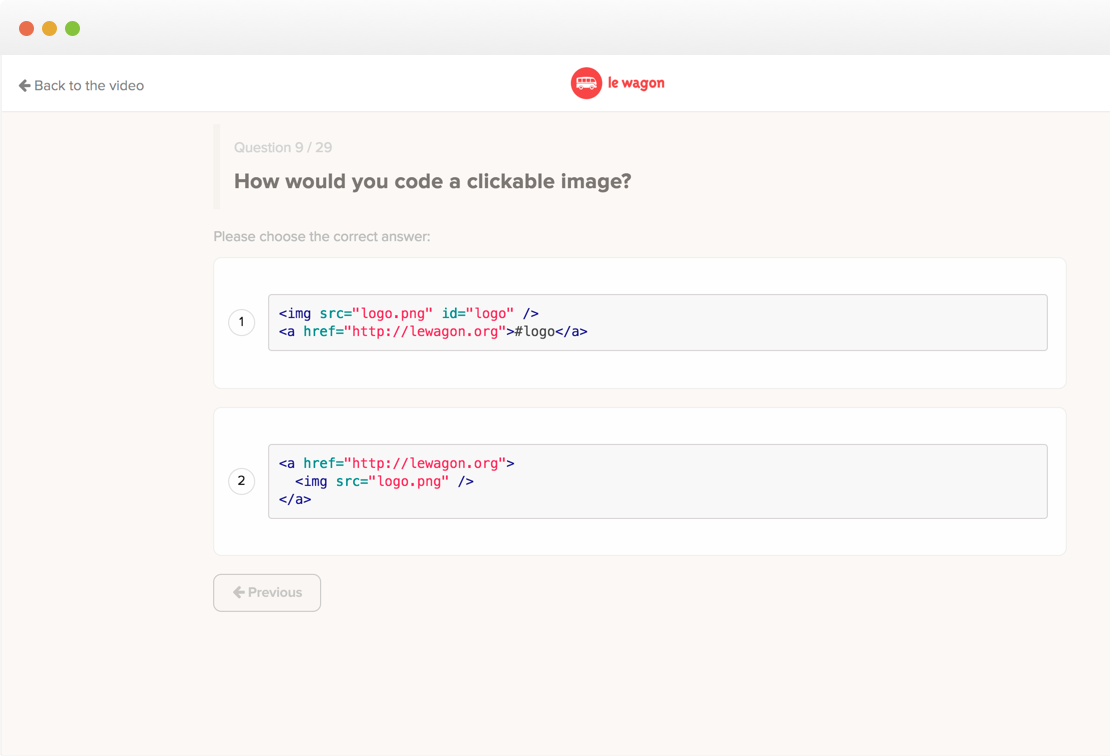 Back to the video
le wagon
Question 9 / 29
How would you code a clickable image?
Please choose the correct answer:
1
<img src="logo.png" id="logo" />
<a href="http://lewagon.org">#logo</a>
2
<a href="http://lewagon.org">
  <img src="logo.png" />
</a>
Previous